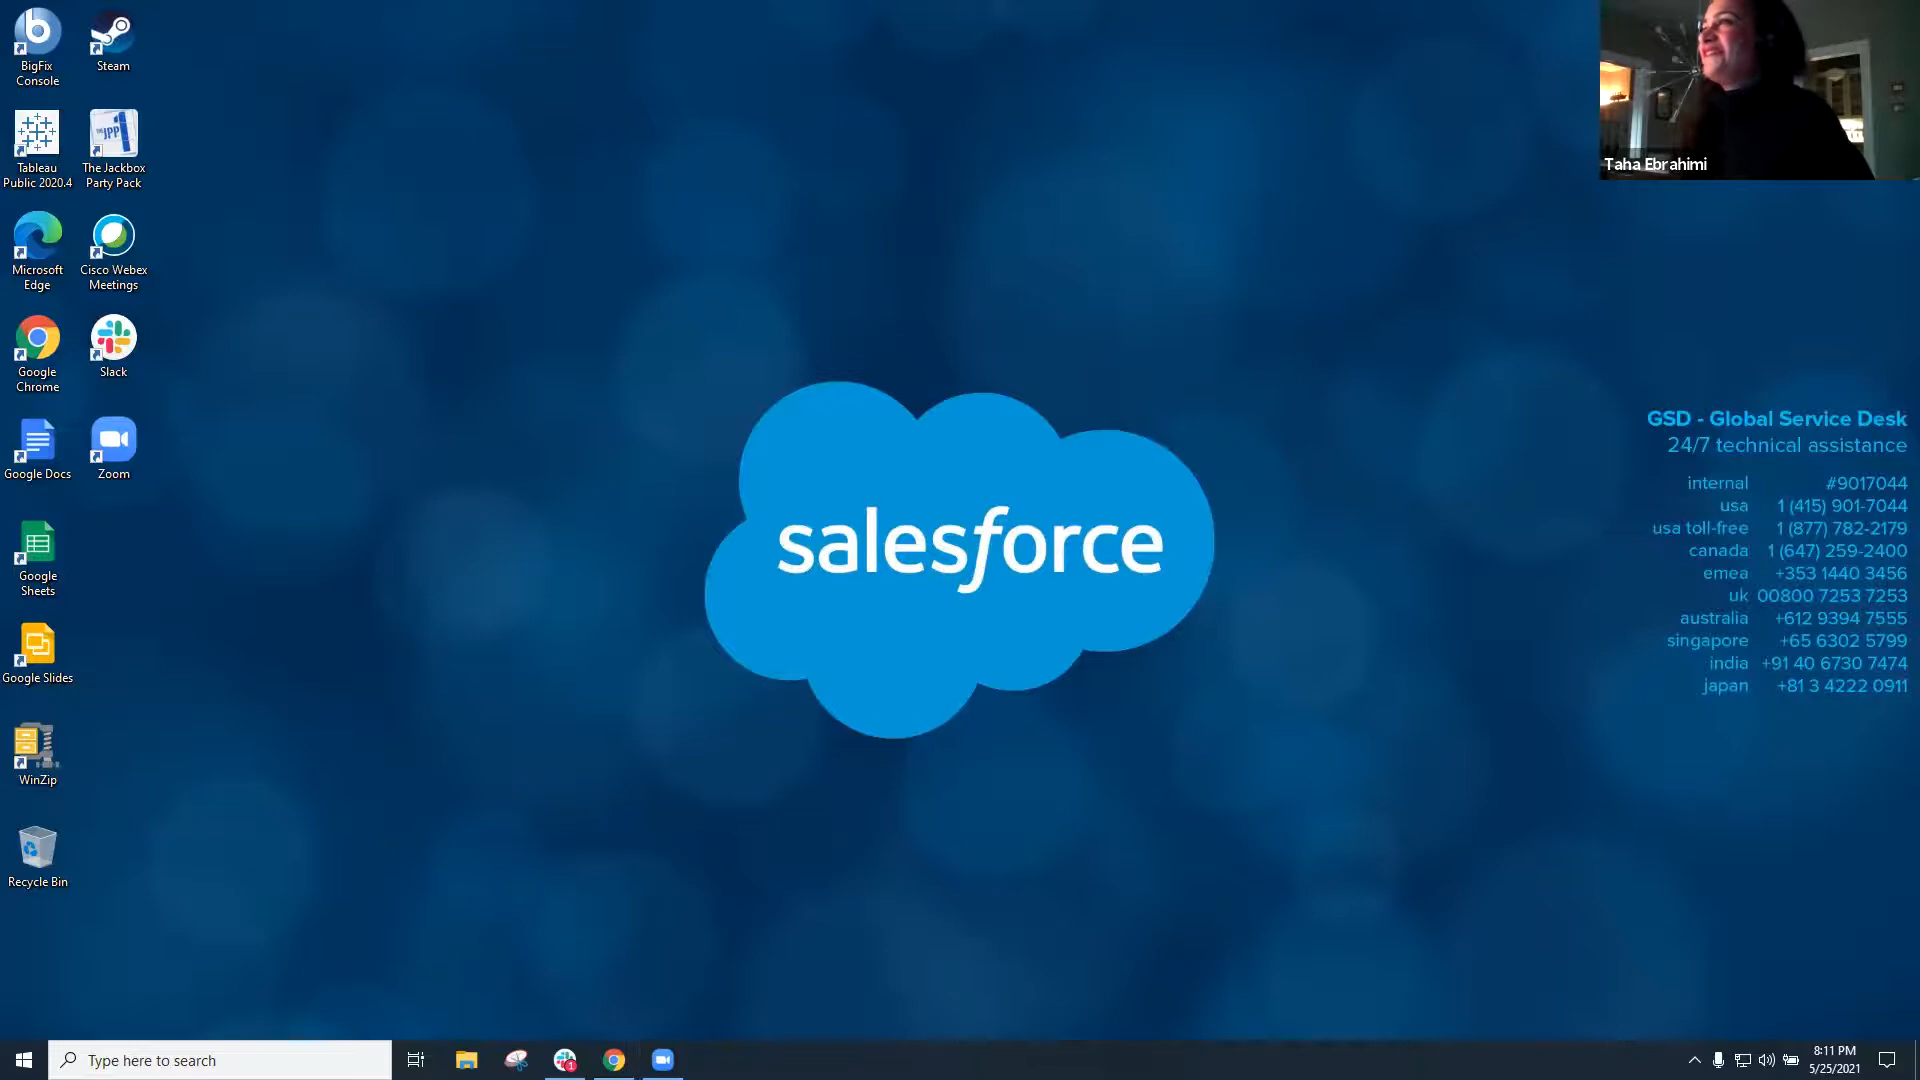 BigFix
Console
Steam
Tableau
Public 2020.4
THE JPP 1
The Jackbox
Party Pack
Microsoft
Edge
Cisco Webex
Meetings
Google
Chrome
Slack
Google Docs
Zoom
Google
Sheets
Google Slides
WinZip
Recycle Bin
salesforce
Taha Ebrahimi
GSD - Global Service Desk
24/7 technical assistance
internal #9017044
usa 1 (415) 901-7044
usa toll-free 1 (877) 782-2179
canada 1 (647) 259-2400
emea +353 1440 3456
uk 00800 7253 7253
australia +612 9394 7555
singapore +65 6302 5799
india +91 40 6730 7474
japan +81 3 4222 0911
Type here to search
1
8:11 PM
5/25/2021